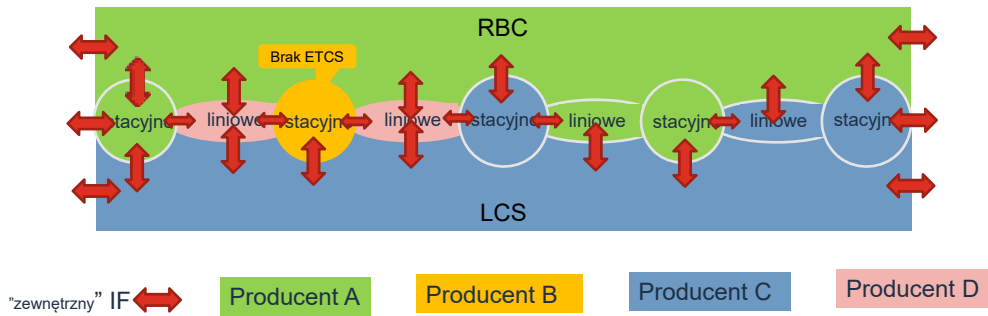 RBC
Brak ETCS
stacyjne liniowe stacyjne liniowe stacyjne liniowe stacyjne liniowe stacyjne
LCS
"zewnętrzny" IF Producent A Producent B Producent C Producent D